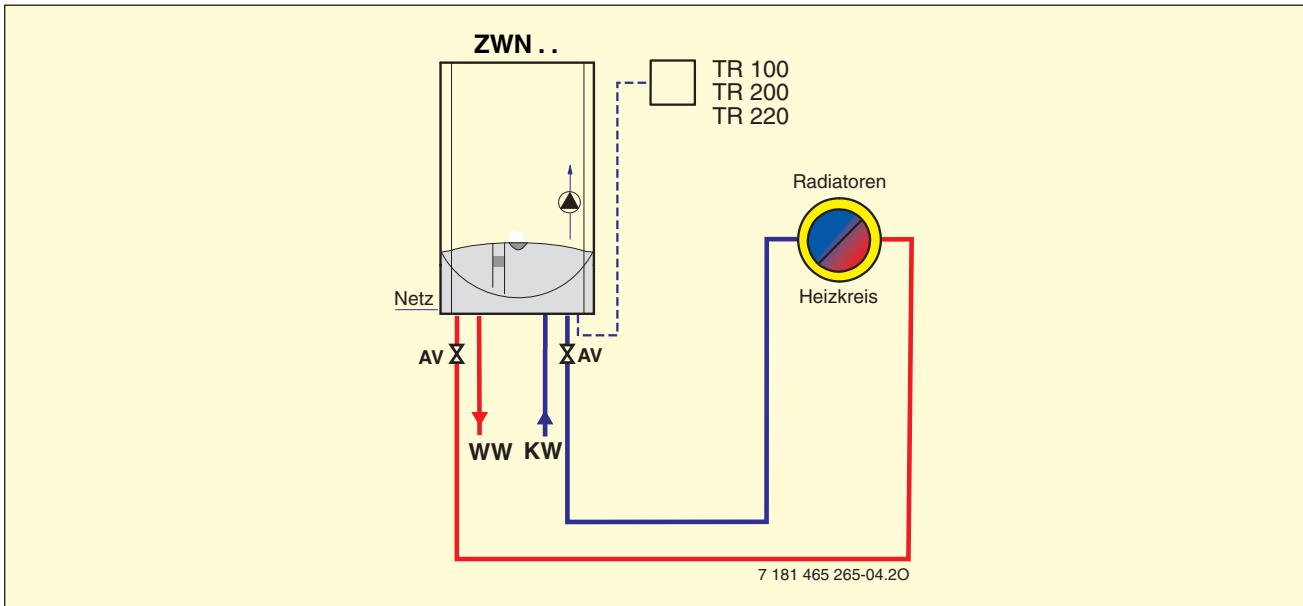 ZWN . .
TR 100
TR 200
TR 220
Radiatoren
Heizkreis
Netz
AV
AV
WW
KW
7 181 465 265-04.2O